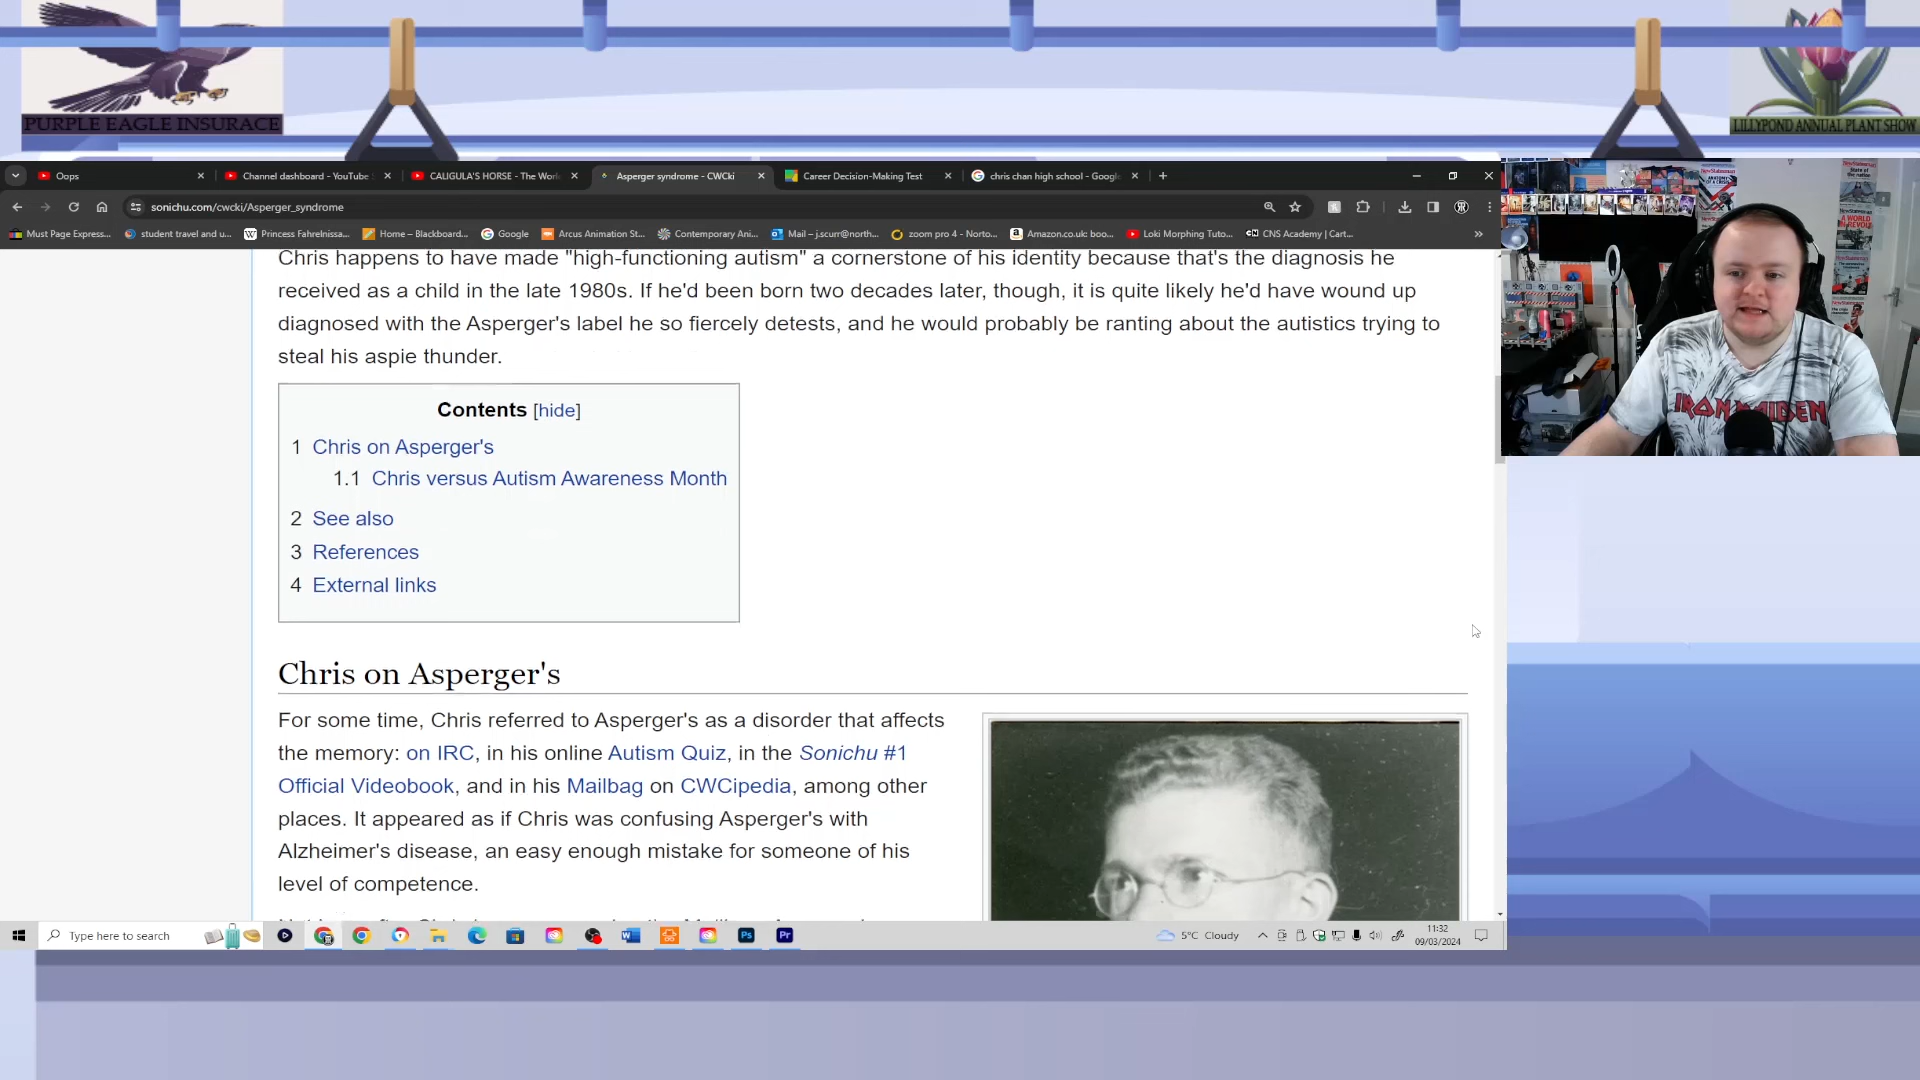 PURPLE EAGLE INSURACE
LILLYPOND ANNUAL PLANT SHOW
Oops
Channel dashboard - YouTube
CALIGULA'S HORSE - The Worl
Asperger syndrome - CWCki
Career Decision-Making Test
chris chan high school - Google
sonichu.com/cwcki/Asperger_syndrome
Must Page Express...
student travel and u...
Princess Fahrelnissa...
Home – Blackboard...
Google
Arcus Animation St...
Contemporary Ani...
Mail – j.scurr@north...
zoom pro 4 - Norto...
Amazon.co.uk: boo...
Loki Morphing Tuto...
CNS Academy | Cart...
Chris happens to have made "high-functioning autism" a cornerstone of his identity because that's the diagnosis he
received as a child in the late 1980s. If he'd been born two decades later, though, it is quite likely he'd have wound up
diagnosed with the Asperger's label he so fiercely detests, and he would probably be ranting about the autistics trying to
steal his aspie thunder.
Contents [hide]
1 Chris on Asperger's
1.1 Chris versus Autism Awareness Month
2 See also
3 References
4 External links
Chris on Asperger's
For some time, Chris referred to Asperger's as a disorder that affects
the memory: on IRC, in his online Autism Quiz, in the Sonichu #1
Official Videobook, and in his Mailbag on CWCipedia, among other
places. It appeared as if Chris was confusing Asperger's with
Alzheimer's disease, an easy enough mistake for someone of his
level of competence.
IRON MAIDEN
Type here to search
5°C Cloudy
11:32
09/03/2024